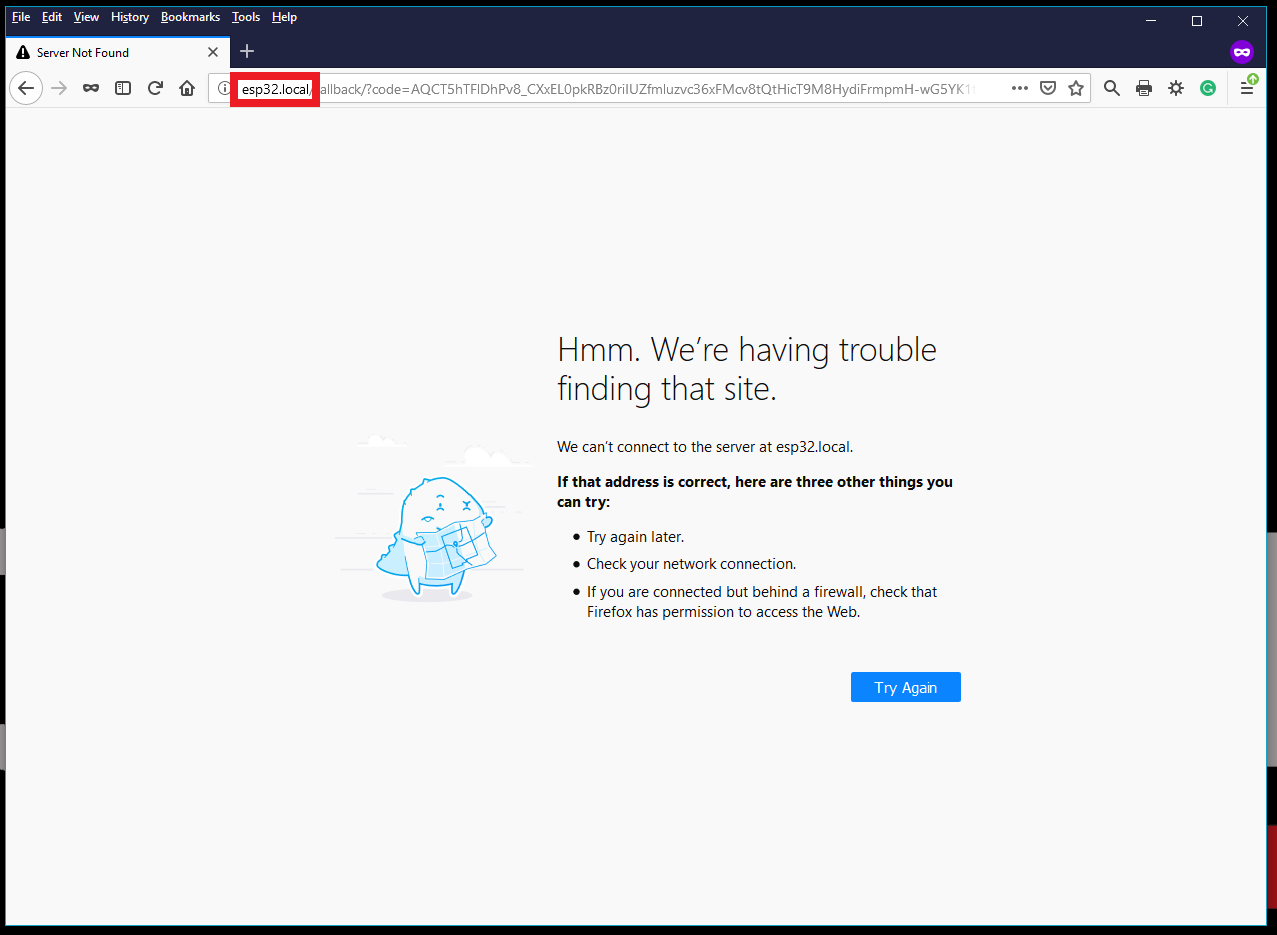 File Edit View History Bookmarks Tools Help
Server Not Found
esp32.local/callback/?code=AQCT5hTFlDhPv8_CXxEL0pkRBz0riIUZfmluzvc36xFMcv8tQtHicT9M8HydiFrmpmH-wG5YK1
Hmm. We’re having trouble
finding that site.
We can’t connect to the server at esp32.local.
If that address is correct, here are three other things you
can try:
Try again later.
Check your network connection.
If you are connected but behind a firewall, check that
Firefox has permission to access the Web.
Try Again